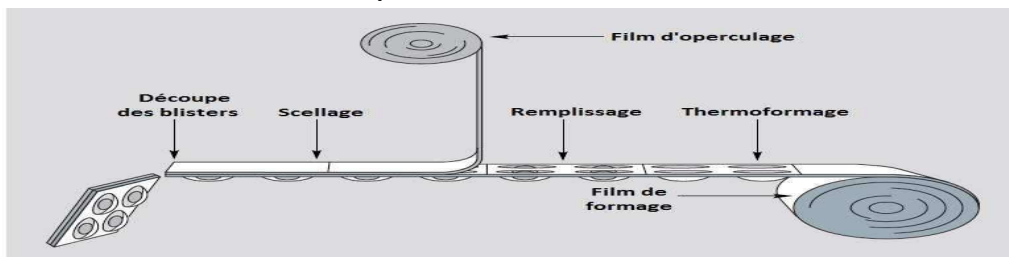 Film d'operculage
Découpe
des blisters
Scellage
Remplissage
Thermoformage
Film de
formage